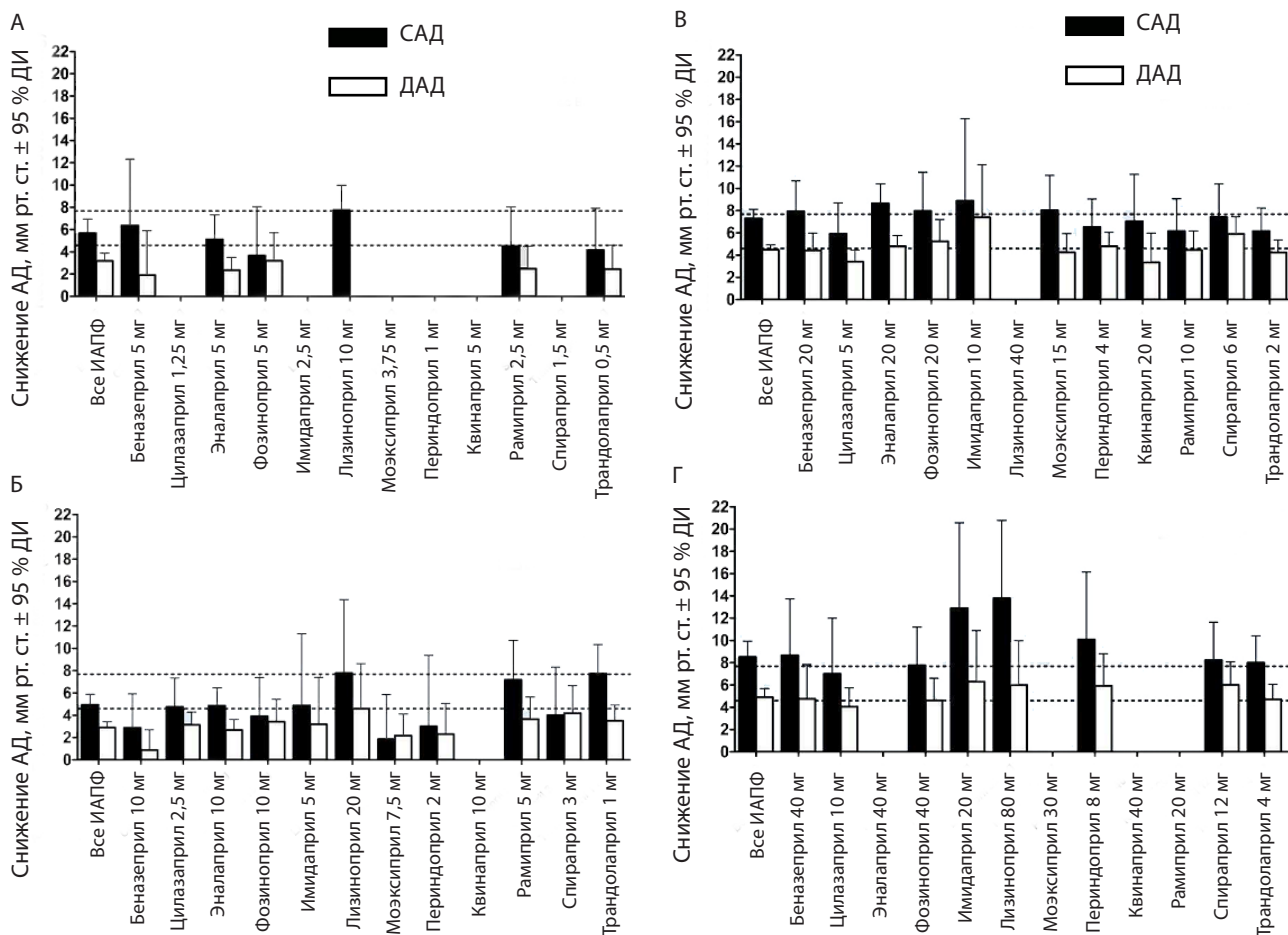 А
САД
ДАД
Снижение АД, мм рт. ст. ± 95 % ДИ
22
20
18
16
14
12
10
8
6
4
2
0
Все ИАПФ
Беназеприл 5 мг
Цилазаприл 1,25 мг
Эналаприл 5 мг
Фозиноприл 5 мг
Имидаприл 2,5 мг
Лизиноприл 10 мг
Моэксиприл 3,75 мг
Периндоприл 1 мг
Квинаприл 5 мг
Рамиприл 2,5 мг
Спираприл 1,5 мг
Трандолаприл 0,5 мг
В
САД
ДАД
Снижение АД, мм рт. ст. ± 95 % ДИ
22
20
18
16
14
12
10
8
6
4
2
0
Все ИАПФ
Беназеприл 20 мг
Цилазаприл 5 мг
Эналаприл 20 мг
Фозиноприл 20 мг
Имидаприл 10 мг
Лизиноприл 40 мг
Моэксиприл 15 мг
Периндоприл 4 мг
Квинаприл 20 мг
Рамиприл 10 мг
Спираприл 6 мг
Трандолаприл 2 мг
Б
Снижение АД, мм рт. ст. ± 95 % ДИ
22
20
18
16
14
12
10
8
6
4
2
0
Все ИАПФ
Беназеприл 10 мг
Цилазаприл 2,5 мг
Эналаприл 10 мг
Фозиноприл 10 мг
Имидаприл 5 мг
Лизиноприл 20 мг
Моэксиприл 7,5 мг
Периндоприл 2 мг
Квинаприл 10 мг
Рамиприл 5 мг
Спираприл 3 мг
Трандолаприл 1 мг
Г
Снижение АД, мм рт. ст. ± 95 % ДИ
22
20
18
16
14
12
10
8
6
4
2
0
Все ИАПФ
Беназеприл 40 мг
Цилазаприл 10 мг
Эналаприл 40 мг
Фозиноприл 40 мг
Имидаприл 20 мг
Лизиноприл 80 мг
Моэксиприл 30 мг
Периндоприл 8 мг
Квинаприл 40 мг
Рамиприл 20 мг
Спираприл 12 мг
Трандолаприл 4 мг